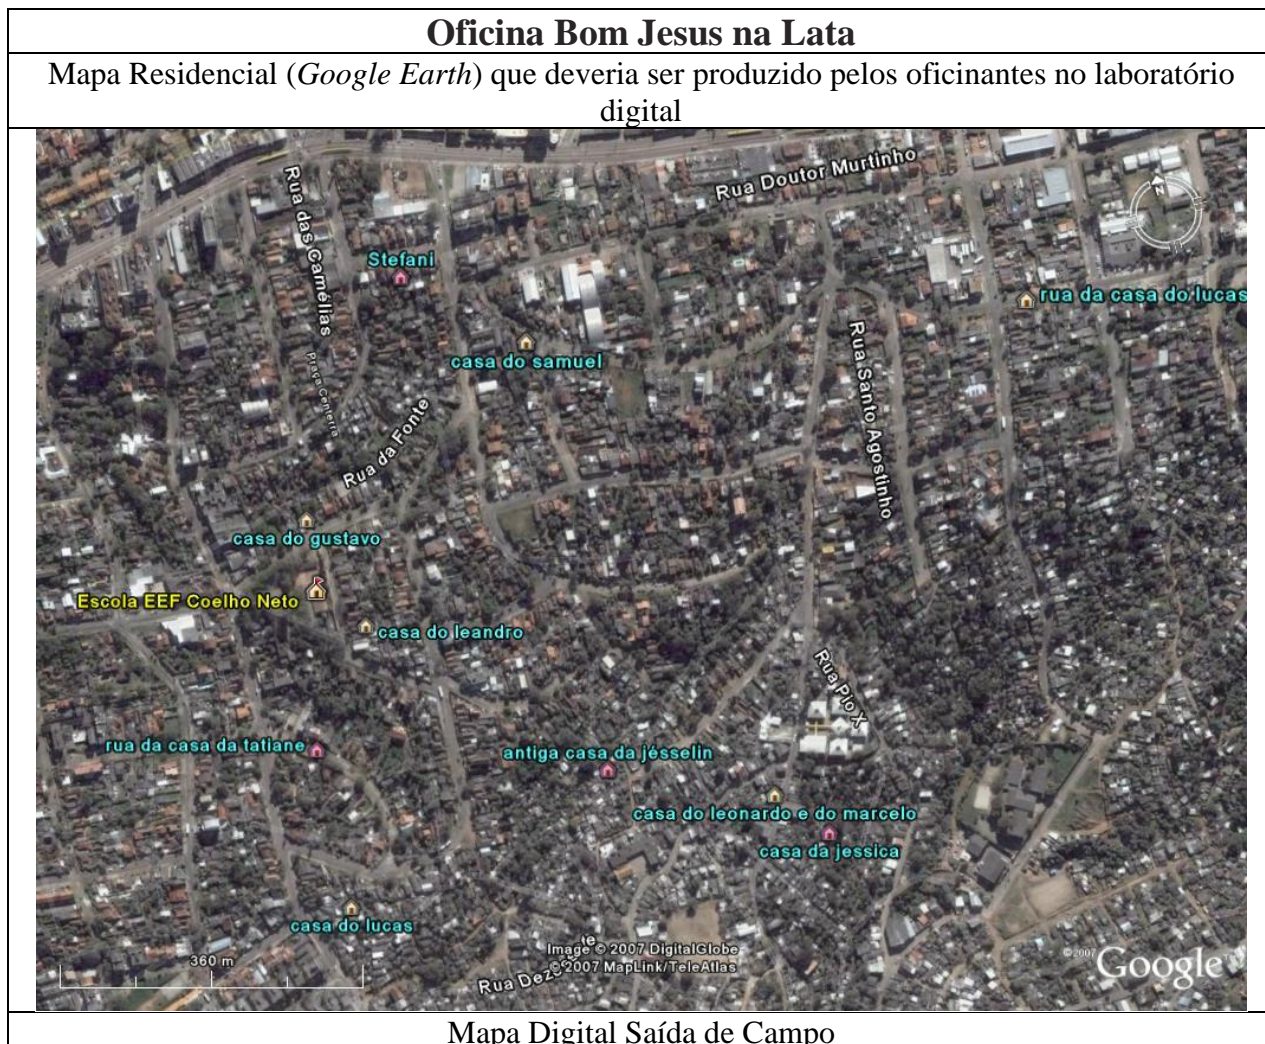 Oficina Bom Jesus na Lata
Mapa Residencial (Google Earth) que deveria ser produzido pelos oficinantes no laboratório
digital
Rua Doutor Murtinho
Rua das Camélias
Stefani
rua da casa do lucas
casa do samuel
Rua Santo Agostinho
Praça Centerra
Rua da Fonte
casa do gustavo
Escola EEF Coelho Neto
casa do leandro
Rua Pio X
rua da casa da tatiane
antiga casa da jésselin
casa do leonardo e do marcelo
casa da jessica
casa do lucas
Image © 2007 DigitalGlobe
© 2007 MapLink/TeleAtlas
360 m
Rua
©2007 Google
Mapa Digital Saída de Campo